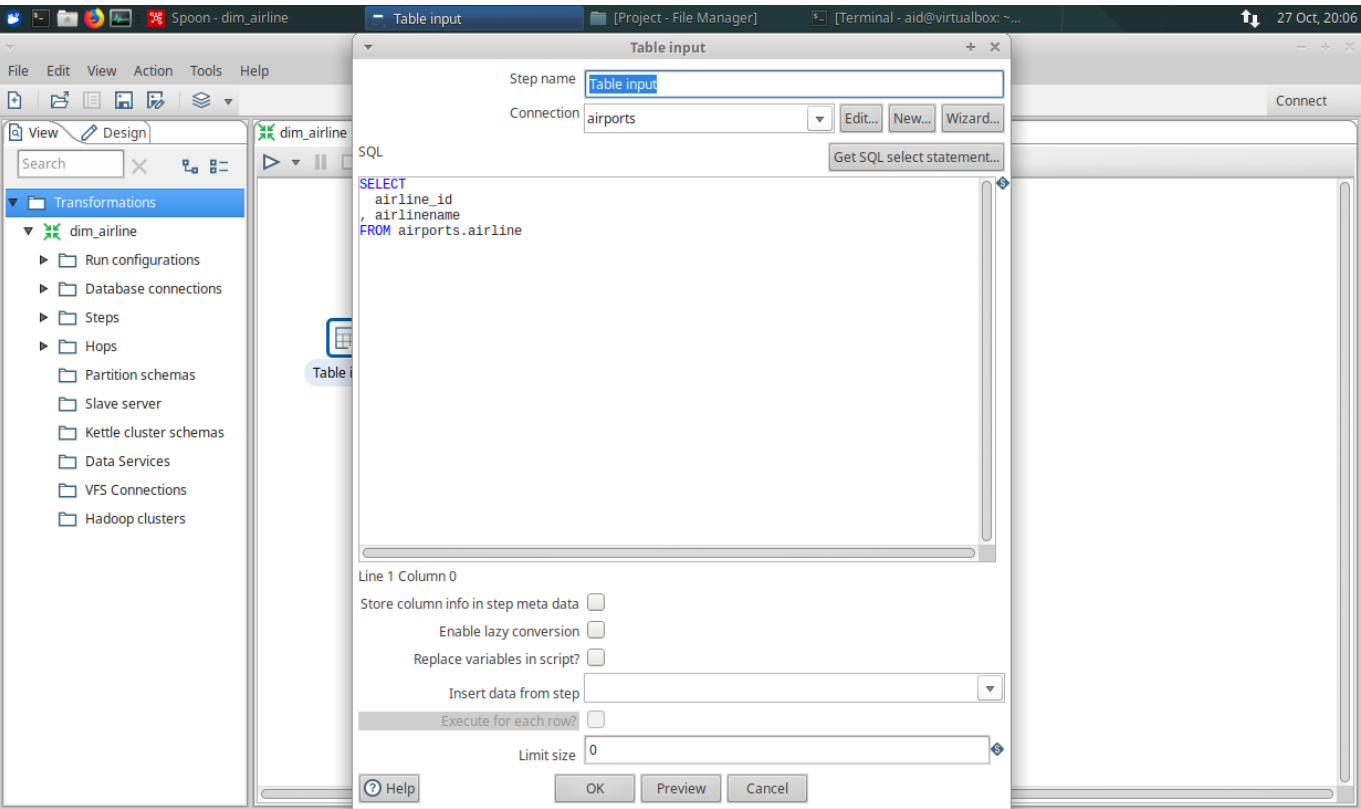 Spoon - dim_airline
Table input
[Project - File Manager]
[Terminal - aid@virtualbox: ~...
27 Oct, 20:06
Table input
File Edit View Action Tools Help
Connect
View
Design
Search
Transformations
dim_airline
Run configurations
Database connections
Steps
Hops
Partition schemas
Slave server
Kettle cluster schemas
Data Services
VFS Connections
Hadoop clusters
dim_airline
Table i
Step name Table input
Connection airports Edit... New... Wizard...
SQL Get SQL select statement...
SELECT
airline_id
, airlinename
FROM airports.airline
Line 1 Column 0
Store column info in step meta data
Enable lazy conversion
Replace variables in script?
Insert data from step
Execute for each row?
Limit size 0
Help OK Preview Cancel